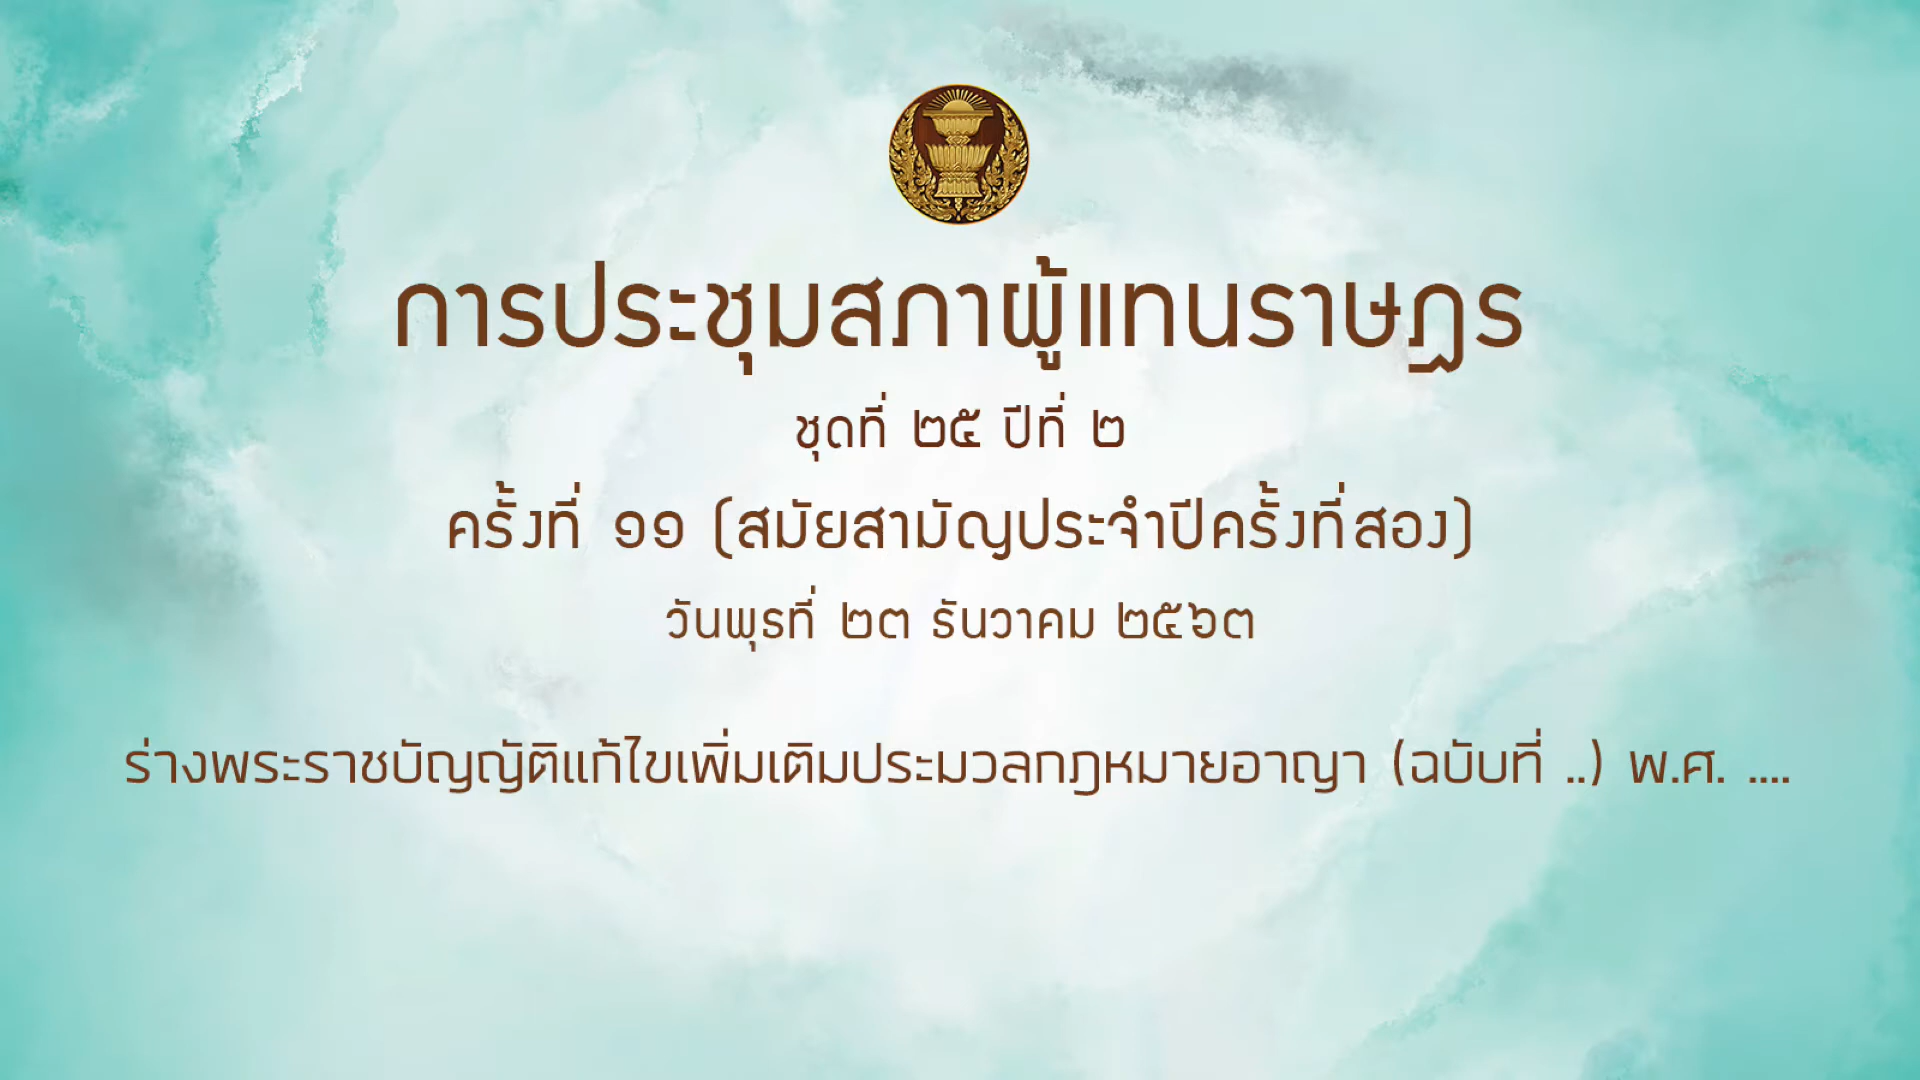 การประชุมสภาผู้แทนราษฎร
ชุดที่ ๒๕ ปีที่ ๒
ครั้งที่ ๑๑ (สมัยสามัญประจำปีครั้งที่สอง)
วันพุธที่ ๒๓ ธันวาคม ๒๕๖๓
ร่างพระราชบัญญัติแก้ไขเพิ่มเติมประมวลกฎหมายอาญา (ฉบับที่ ..) พ.ศ. ....